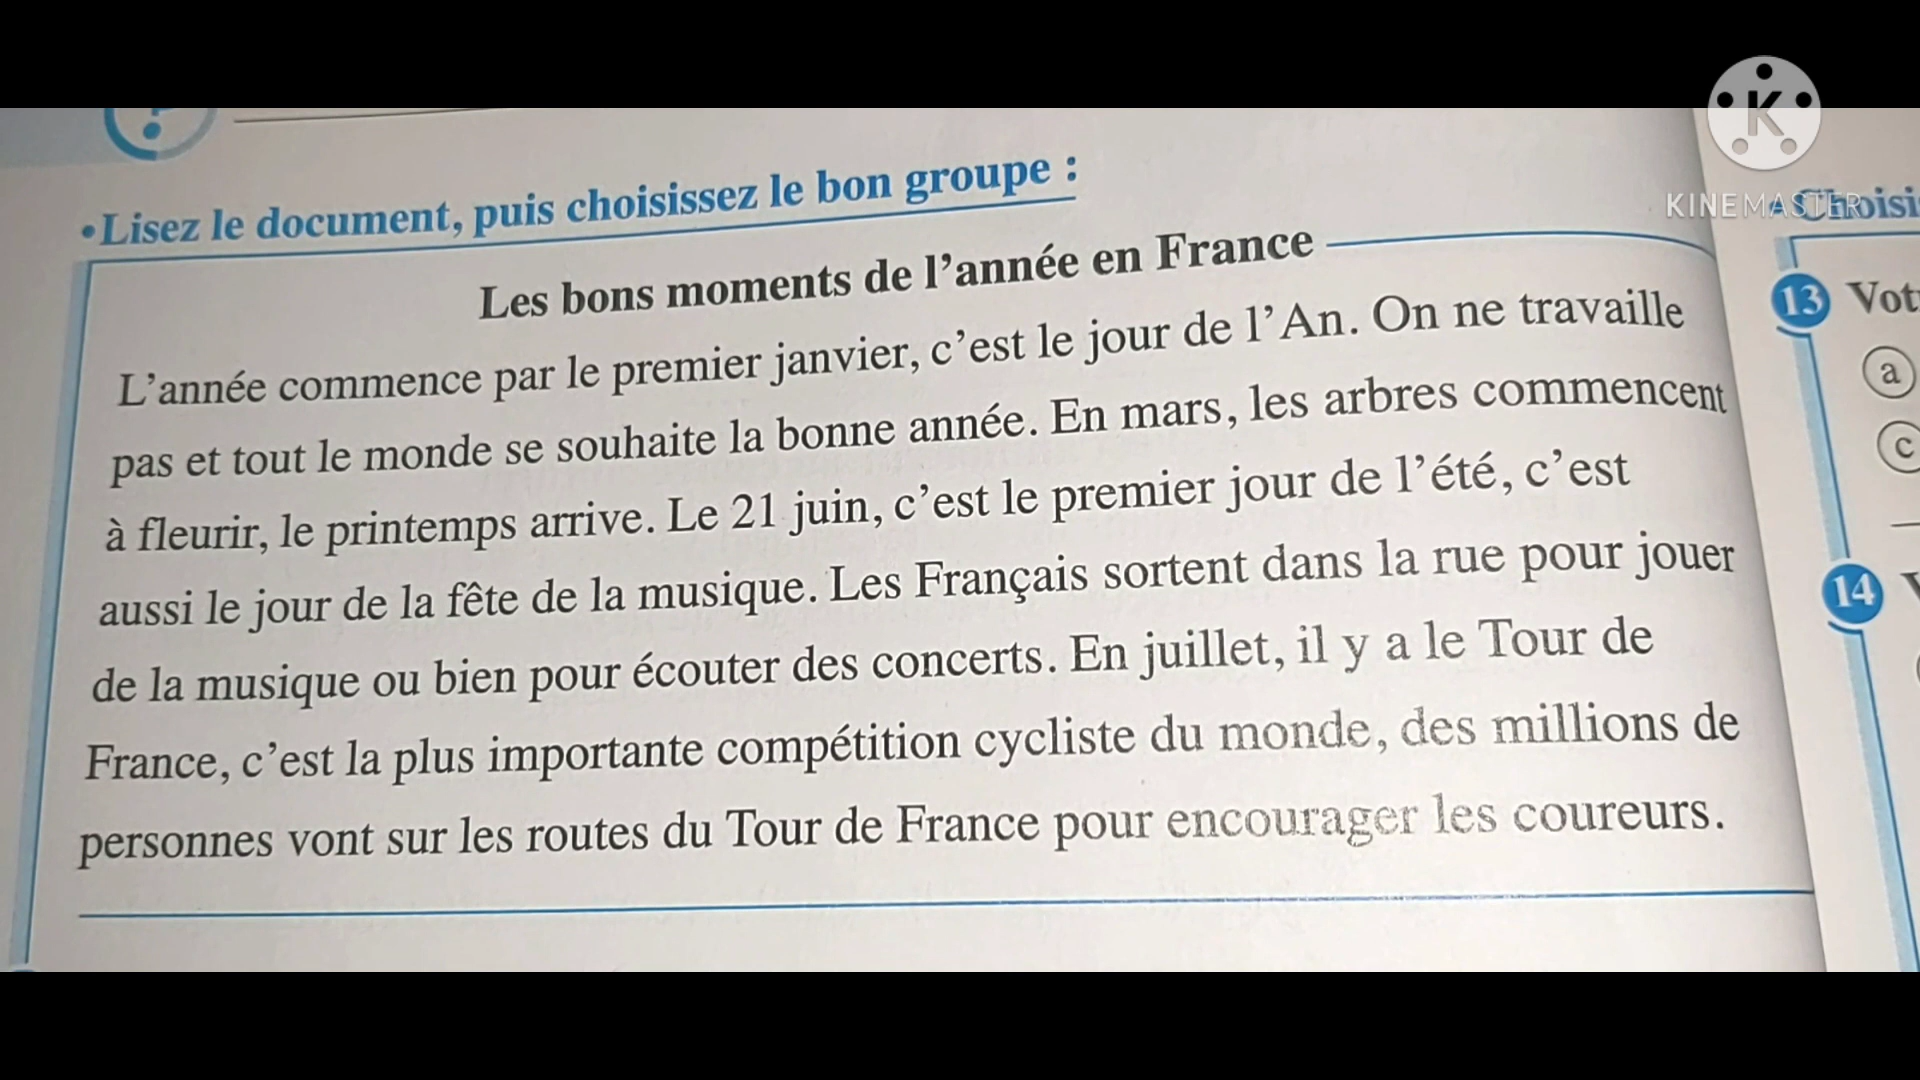 •Lisez le document, puis choisissez le bon groupe :
Les bons moments de l'année en France
L'année commence par le premier janvier, c'est le jour de l'An. On ne travaille
pas et tout le monde se souhaite la bonne année. En mars, les arbres commencent
à fleurir, le printemps arrive. Le 21 juin, c'est le premier jour de l'été, c'est
aussi le jour de la fête de la musique. Les Français sortent dans la rue pour jouer
de la musique ou bien pour écouter des concerts. En juillet, il y a le Tour de
France, c'est la plus importante compétition cycliste du monde, des millions de
personnes vont sur les routes du Tour de France pour encourager les coureurs.
K
KINEMASTER
13
a
c
14